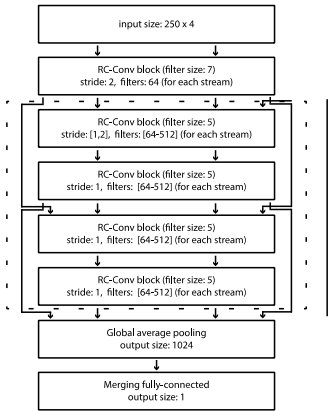 input size: 250 x 4
RC-Conv block (filter size: 7)
stride: 2, filters: 64 (for each stream)
RC-Conv block (filter size: 5)
stride: [1,2], filters: [64-512] (for each stream)
RC-Conv block (filter size: 5)
stride: 1, filters: [64-512] (for each stream)
RC-Conv block (filter size: 5)
stride: 1, filters: [64-512] (for each stream)
RC-Conv block (filter size: 5)
stride: 1, filters: [64-512] (for each stream)
Global average pooling
output size: 1024
Merging fully-connected
output size: 1